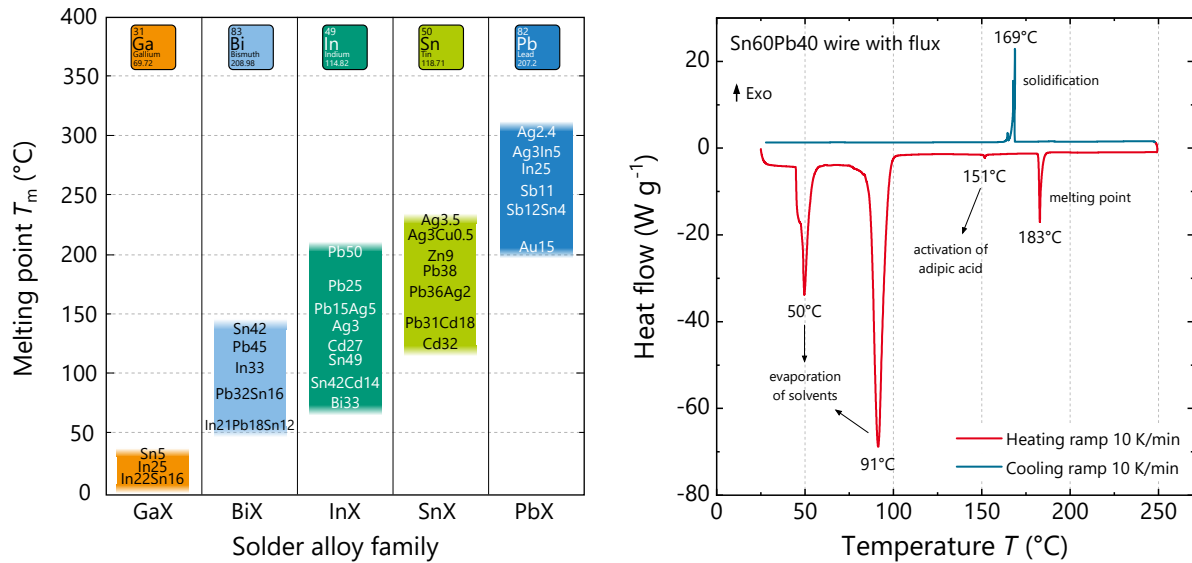 400
350
300
250
200
150
100
50
0
Melting point Tm (°C)
31
Ga
Gallium
69.72
83
Bi
Bismuth
208.98
49
In
Indium
114.82
50
Sn
Tin
118.71
82
Pb
Lead
207.2
Sn5
In25
In22Sn16
Sn42
Pb45
In33
Pb32Sn16
In21Pb18Sn12
Pb50
Pb25
Pb15Ag5
Ag3
Cd27
Sn49
Sn42Cd14
Bi33
Ag3.5
Ag3Cu0.5
Zn9
Pb38
Pb36Ag2
Pb31Cd18
Cd32
Ag2.4
Ag3In5
In25
Sb11
Sb12Sn4
Au15
GaX
BiX
InX
SnX
PbX
Solder alloy family
Heat flow (W g-1)
20
0
-20
-40
-60
-80
Sn60Pb40 wire with flux
Exo
169°C
solidification
151°C
melting point
183°C
activation of
adipic acid
50°C
evaporation
of solvents
91°C
Heating ramp 10 K/min
Cooling ramp 10 K/min
0
50
100
150
200
250
Temperature T (°C)